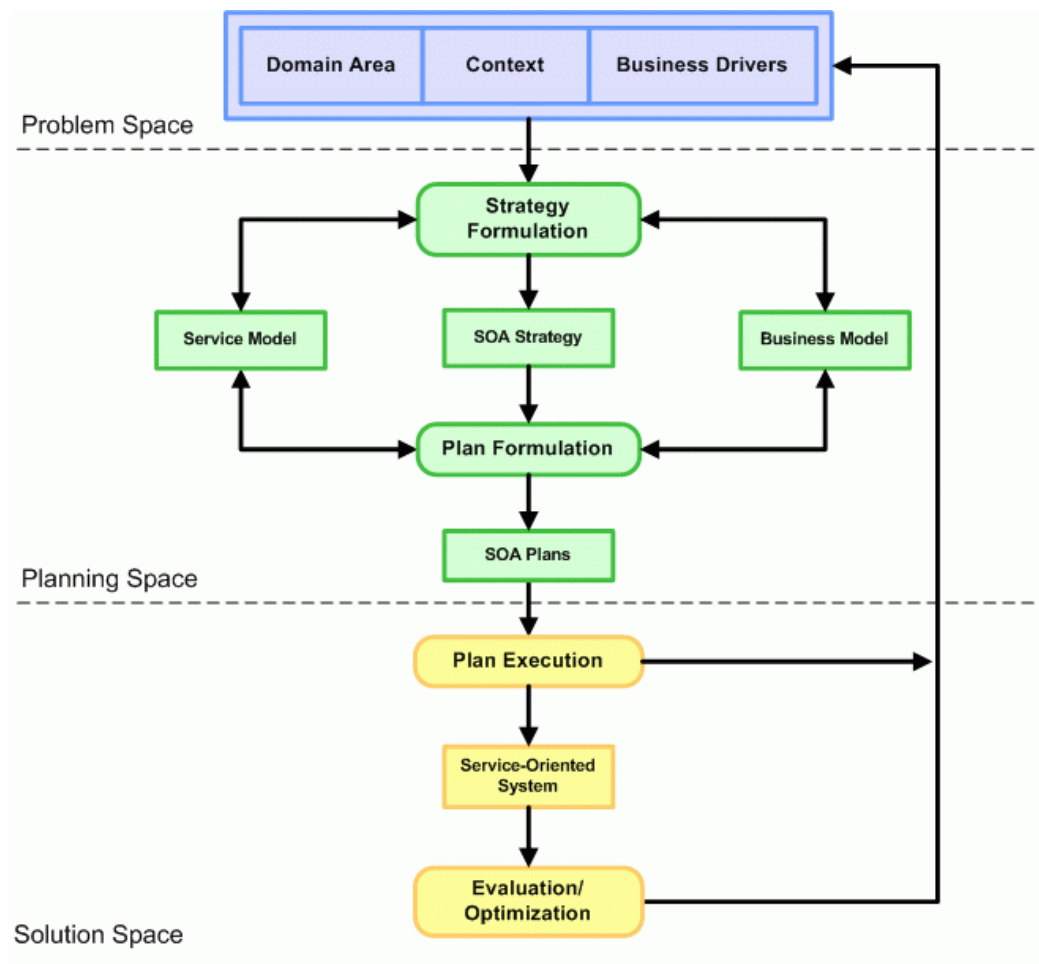 Domain Area
Context
Business Drivers
Problem Space
Strategy
Formulation
Service Model
SOA Strategy
Business Model
Plan Formulation
SOA Plans
Planning Space
Plan Execution
Service-Oriented
System
Evaluation/
Optimization
Solution Space